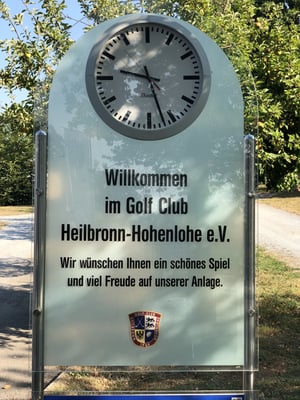 Willkommen
im Golf Club
Heilbronn-Hohenlohe e.V.
Wir wünschen Ihnen ein schönes Spiel
und viel Freude auf unserer Anlage.